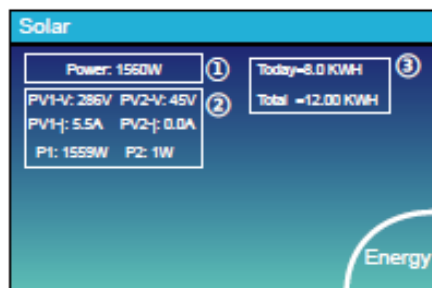 Solar
Power: 1560W ①
Today=8.0 KWH ③
Total =12.00 KWH
PV1-V: 286V PV2-V: 45V ②
PV1-I: 5.5A PV2-I: 0.0A
P1: 1559W P2: 1W
Energy